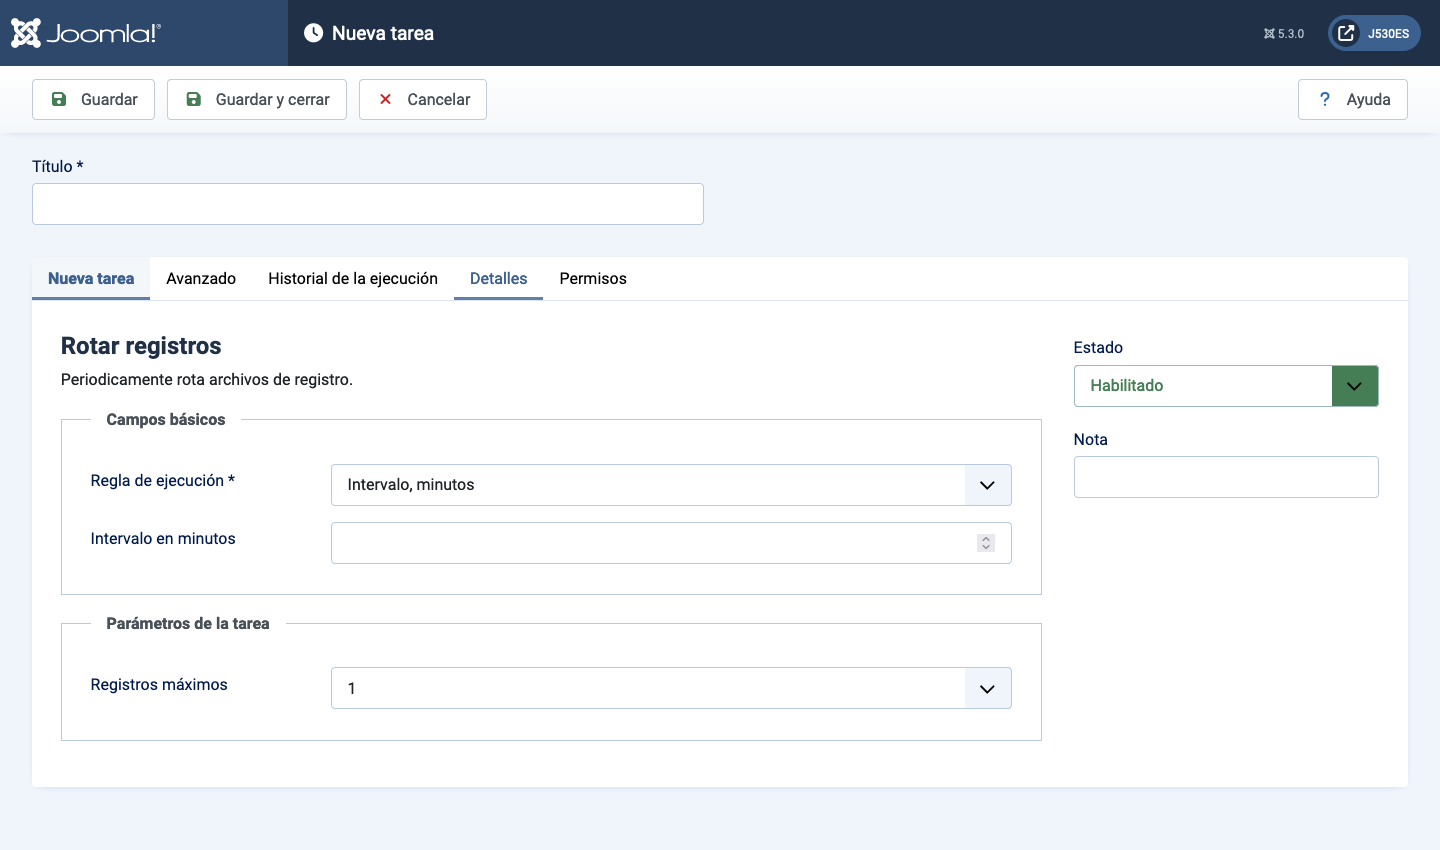 Joomla!®
Nueva tarea
5.3.0
J530ES
Guardar
Guardar y cerrar
Cancelar
? Ayuda
Título *
Nueva tarea
Avanzado
Historial de la ejecución
Detalles
Permisos
Rotar registros
Periodicamente rota archivos de registro.
Campos básicos
Regla de ejecución *
Intervalo, minutos
Intervalo en minutos
Parámetros de la tarea
Registros máximos
1
Estado
Habilitado
Nota